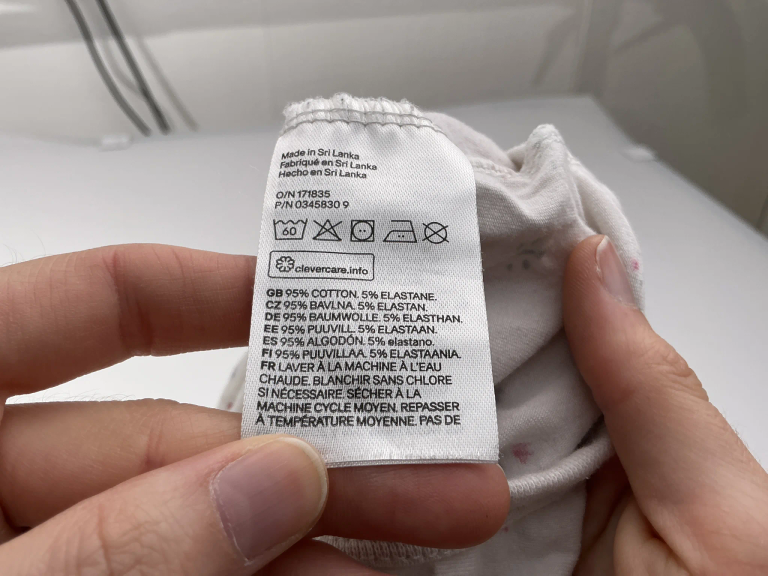 Made in Sri Lanka
Fabriqué en Sri Lanka
Hecho en Sri Lanka
O/N 171835
P/N 0345830 9
60
clevercare.info
GB 95% COTTON. 5% ELASTANE.
CZ 95% BAVLNA. 5% ELASTAN.
DE 95% BAUMWOLLE. 5% ELASTHAN.
EE 95% PUUVILL. 5% ELASTAAN.
ES 95% ALGODÓN. 5% elastano.
FI 95% PUUVILLAA. 5% ELASTAANIA.
FR LAVER À LA MACHINE À L'EAU
CHAUDE. BLANCHIR SANS CHLORE
SI NÉCESSAIRE. SÉCHER À LA
MACHINE CYCLE MOYEN. REPASSER
À TEMPÉRATURE MOYENNE. PAS DE